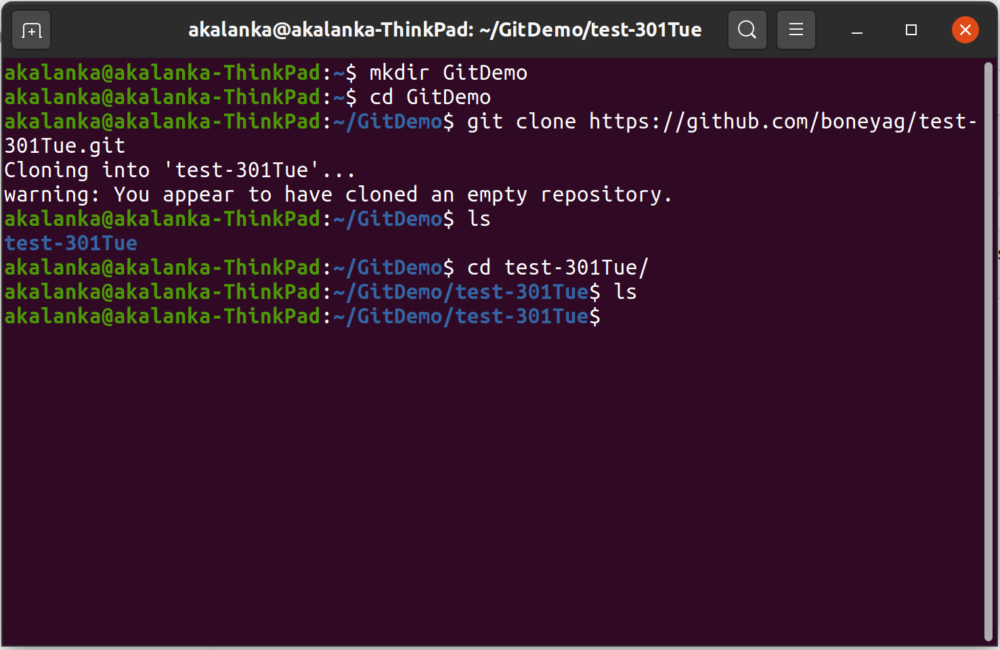 akalanka@akalanka-ThinkPad: ~/GitDemo/test-301Tue
akalanka@akalanka-ThinkPad:~$ mkdir GitDemo
akalanka@akalanka-ThinkPad:~$ cd GitDemo
akalanka@akalanka-ThinkPad:~/GitDemo$ git clone https://github.com/boneyag/test-
301Tue.git
Cloning into 'test-301Tue'...
warning: You appear to have cloned an empty repository.
akalanka@akalanka-ThinkPad:~/GitDemo$ ls
test-301Tue
akalanka@akalanka-ThinkPad:~/GitDemo$ cd test-301Tue/
akalanka@akalanka-ThinkPad:~/GitDemo/test-301Tue$ ls
akalanka@akalanka-ThinkPad:~/GitDemo/test-301Tue$